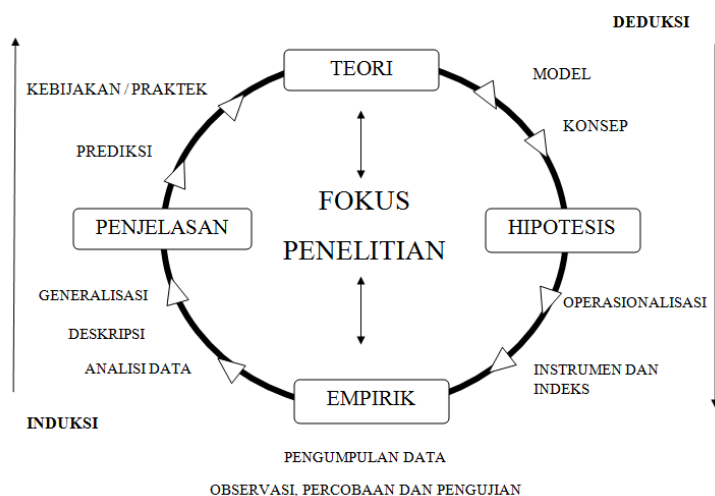 DEDUKSI
TEORI
MODEL
KEBIJAKAN / PRAKTEK
KONSEP
PREDIKSI
FOKUS
PENELITIAN
PENJELASAN
HIPOTESIS
GENERALISASI
OPERASIONALISASI
DESKRIPSI
ANALISI DATA
INSTRUMEN DAN
INDEKS
EMPIRIK
INDUKSI
PENGUMPULAN DATA
OBSERVASI, PERCOBAAN DAN PENGUJIAN